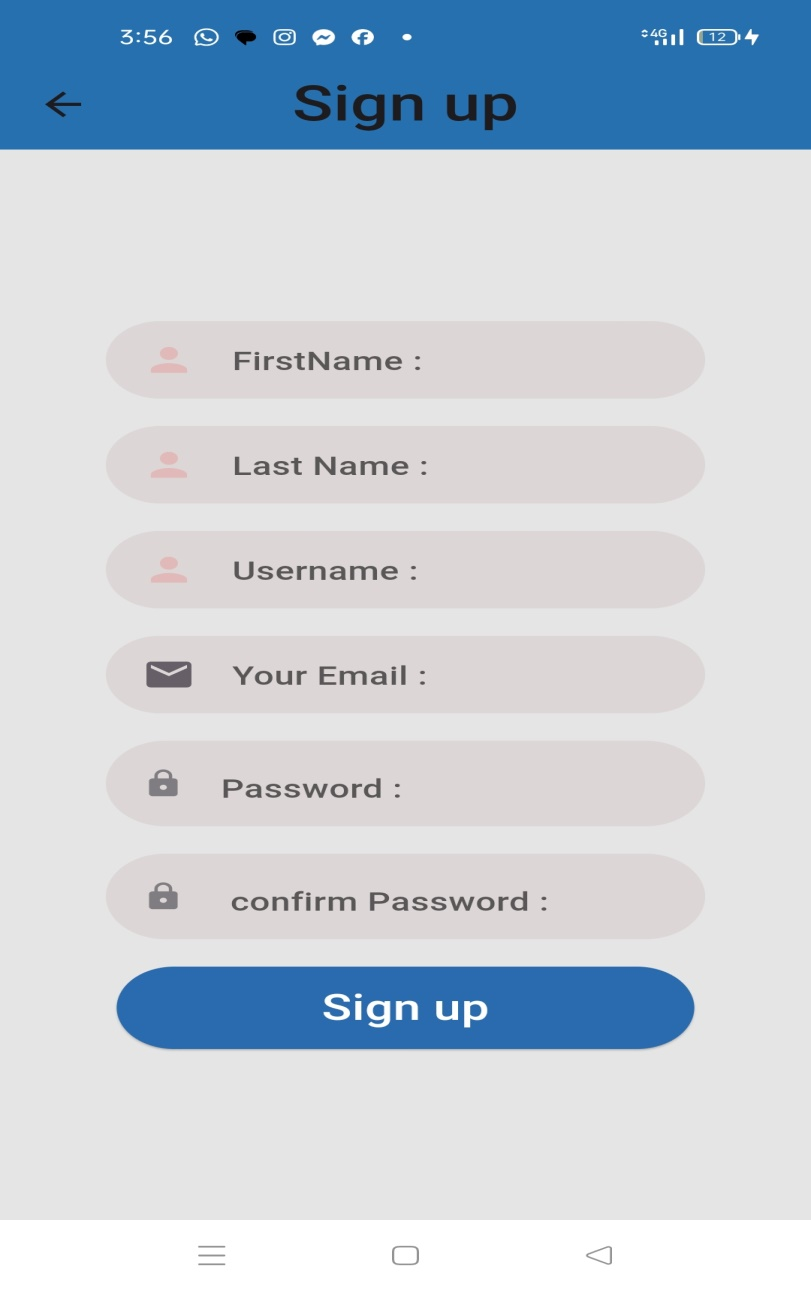 3:56 4G 12
Sign up
FirstName :
Last Name :
Username :
Your Email :
Password :
confirm Password :
Sign up